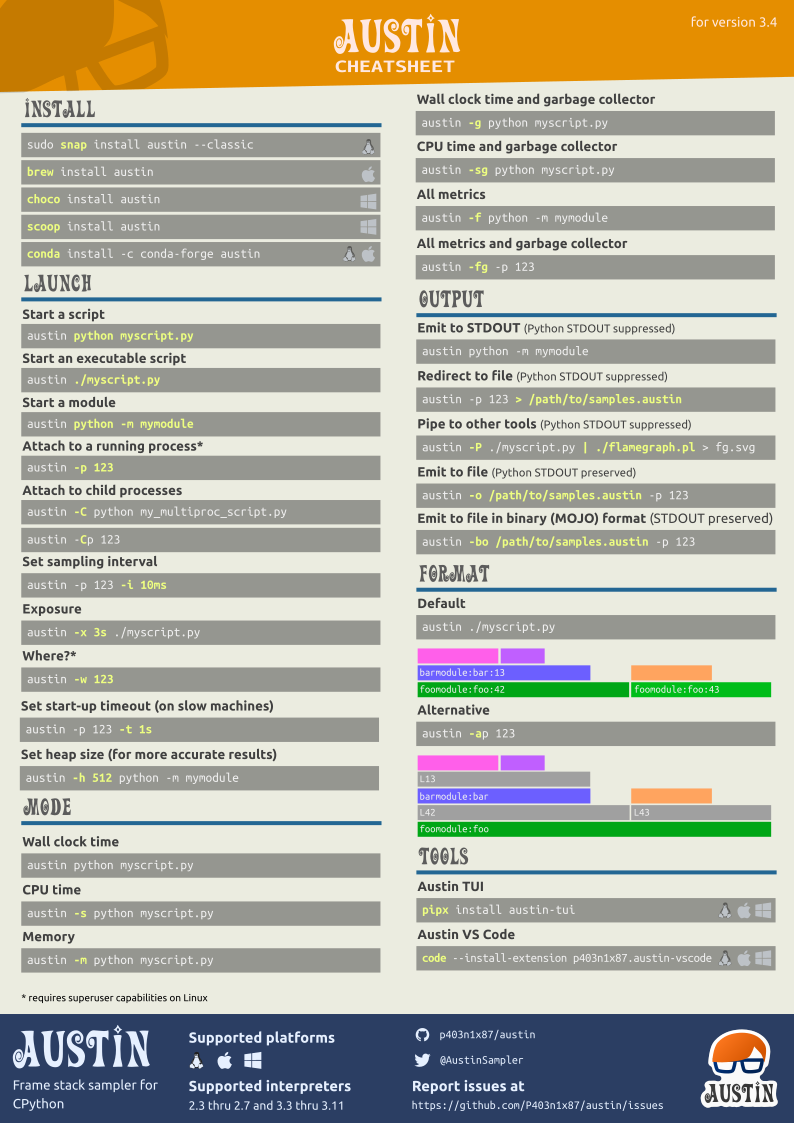 AUSTIN
CHEATSHEET
for version 3.4
INSTALL
sudo snap install austin --classic
brew install austin
choco install austin
scoop install austin
conda install -c conda-forge austin
LAUNCH
Start a script
austin python myscript.py
Start an executable script
austin ./myscript.py
Start a module
austin python -m mymodule
Attach to a running process*
austin -p 123
Attach to child processes
austin -C python my_multiproc_script.py
austin -Cp 123
Set sampling interval
austin -p 123 -i 10ms
Exposure
austin -x 3s ./myscript.py
Where?*
austin -w 123
Set start-up timeout (on slow machines)
austin -p 123 -t 1s
Set heap size (for more accurate results)
austin -h 512 python -m mymodule
MODE
Wall clock time
austin python myscript.py
CPU time
austin -s python myscript.py
Memory
austin -m python myscript.py
* requires superuser capabilities on Linux
Wall clock time and garbage collector
austin -g python myscript.py
CPU time and garbage collector
austin -sg python myscript.py
All metrics
austin -f python -m mymodule
All metrics and garbage collector
austin -fg -p 123
OUTPUT
Emit to STDOUT (Python STDOUT suppressed)
austin python -m mymodule
Redirect to file (Python STDOUT suppressed)
austin -p 123 > /path/to/samples.austin
Pipe to other tools (Python STDOUT suppressed)
austin -P ./myscript.py | ./flamegraph.pl > fg.svg
Emit to file (Python STDOUT preserved)
austin -o /path/to/samples.austin -p 123
Emit to file in binary (MOJO) format (STDOUT preserved)
austin -bo /path/to/samples.austin -p 123
FORMAT
Default
austin ./myscript.py
barmodule:bar:13
foomodule:foo:42 foomodule:foo:43
Alternative
austin -ap 123
L13
barmodule:bar
L42 L43
foomodule:foo
TOOLS
Austin TUI
pipx install austin-tui
Austin VS Code
code --install-extension p403n1x87.austin-vscode
AUSTIN
Frame stack sampler for
CPython
Supported platforms
Supported interpreters
2.3 thru 2.7 and 3.3 thru 3.11
p403n1x87/austin
@AustinSampler
Report issues at
https://github.com/P403n1x87/austin/issues
AUSTIN